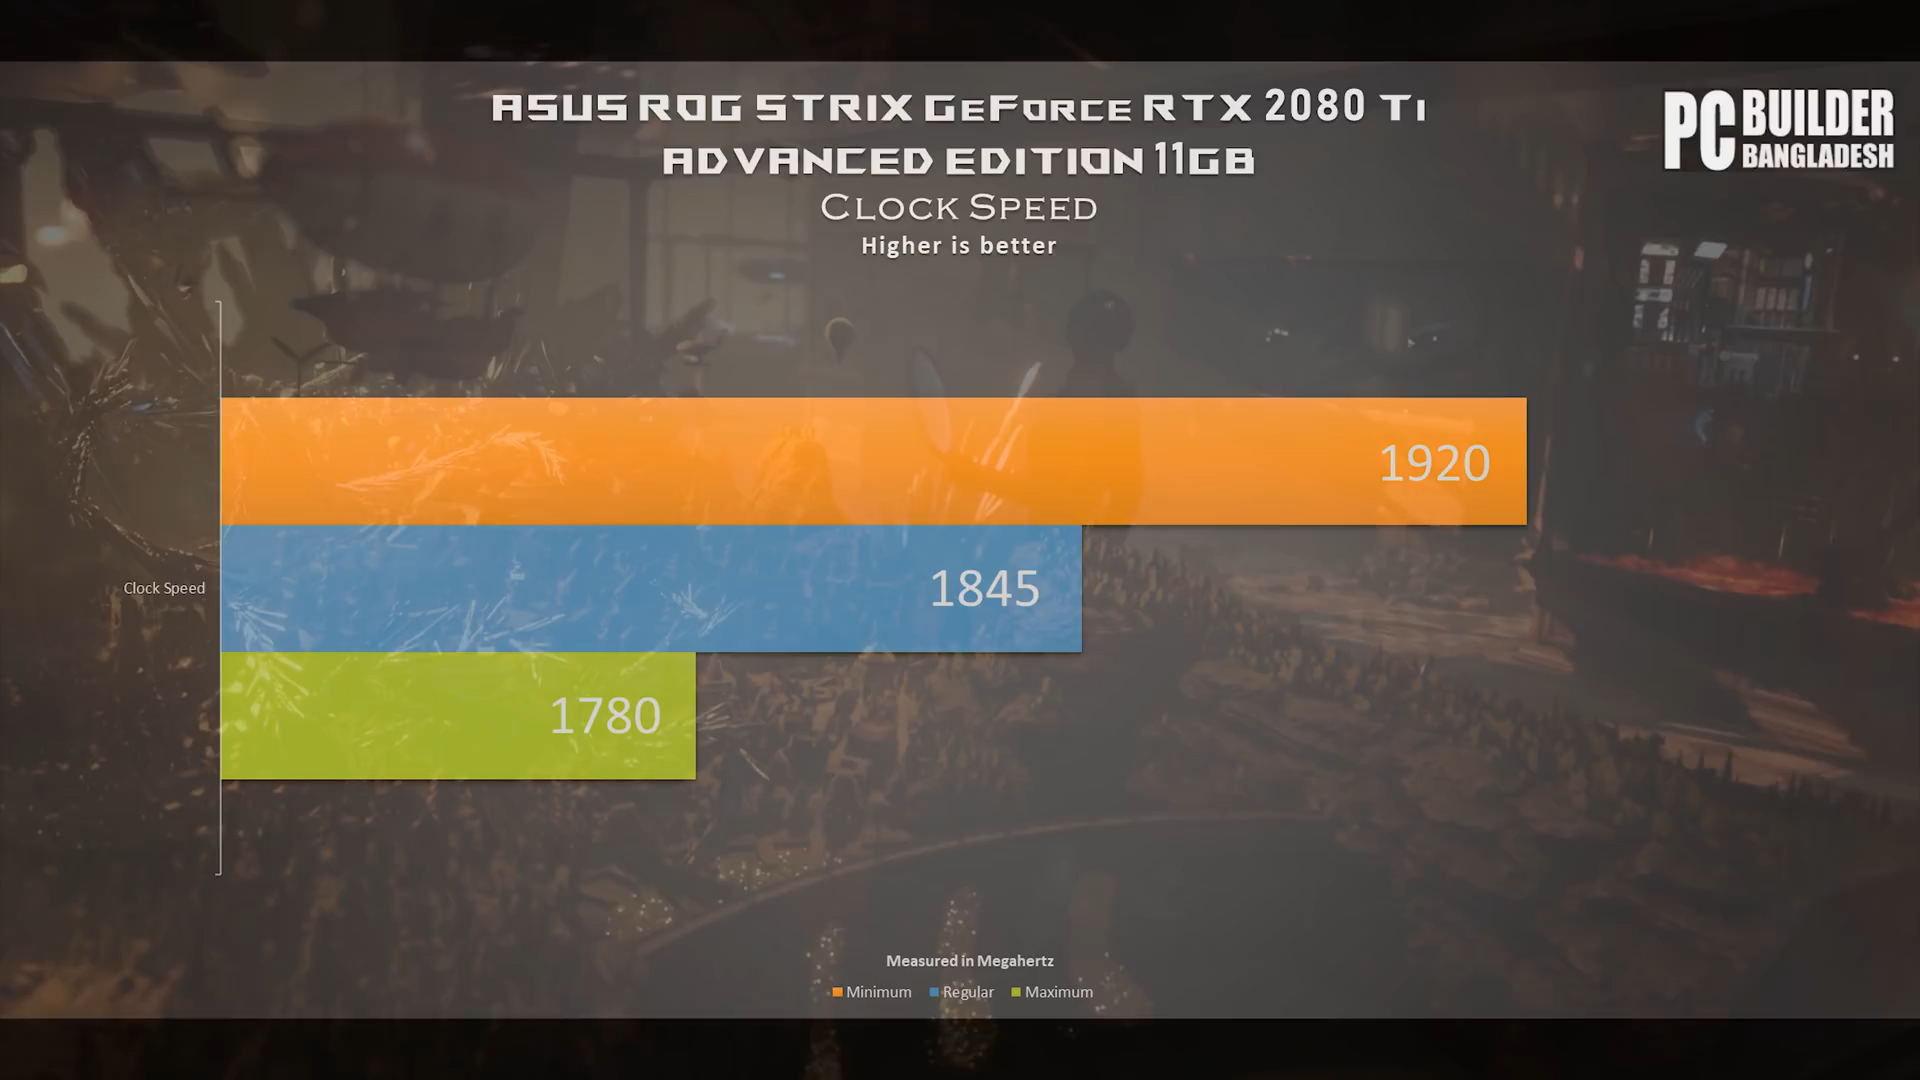 ASUS ROG STRIX GeForce RTX 2080 Ti
ADVANCED EDITION 11GB
Clock Speed
Higher is better
PC BUILDER
BANGLADESH
1920
1845
Clock Speed
1780
Measured in Megahertz
Minimum Regular Maximum